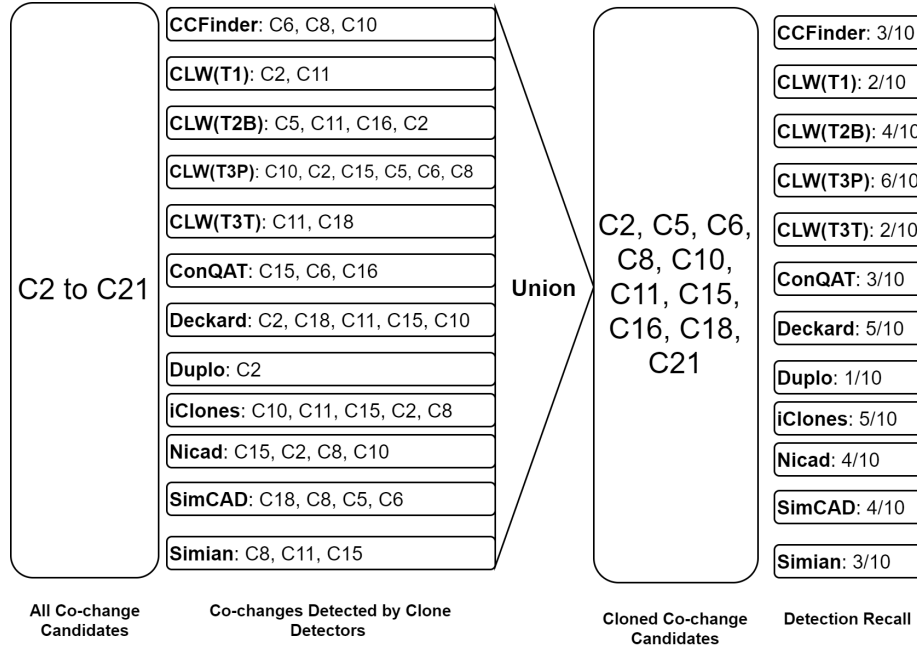 C2 to C21
CCFinder: C6, C8, C10
CLW(T1): C2, C11
CLW(T2B): C5, C11, C16, C2
CLW(T3P): C10, C2, C15, C5, C6, C8
CLW(T3T): C11, C18
ConQAT: C15, C6, C16
Deckard: C2, C18, C11, C15, C10
Duplo: C2
iClones: C10, C11, C15, C2, C8
Nicad: C15, C2, C8, C10
SimCAD: C18, C8, C5, C6
Simian: C8, C11, C15
Union
C2, C5, C6,
C8, C10,
C11, C15,
C16, C18,
C21
CCFinder: 3/10
CLW(T1): 2/10
CLW(T2B): 4/10
CLW(T3P): 6/10
CLW(T3T): 2/10
ConQAT: 3/10
Deckard: 5/10
Duplo: 1/10
iClones: 5/10
Nicad: 4/10
SimCAD: 4/10
Simian: 3/10
All Co-change
Candidates
Co-changes Detected by Clone
Detectors
Cloned Co-change
Candidates
Detection Recall